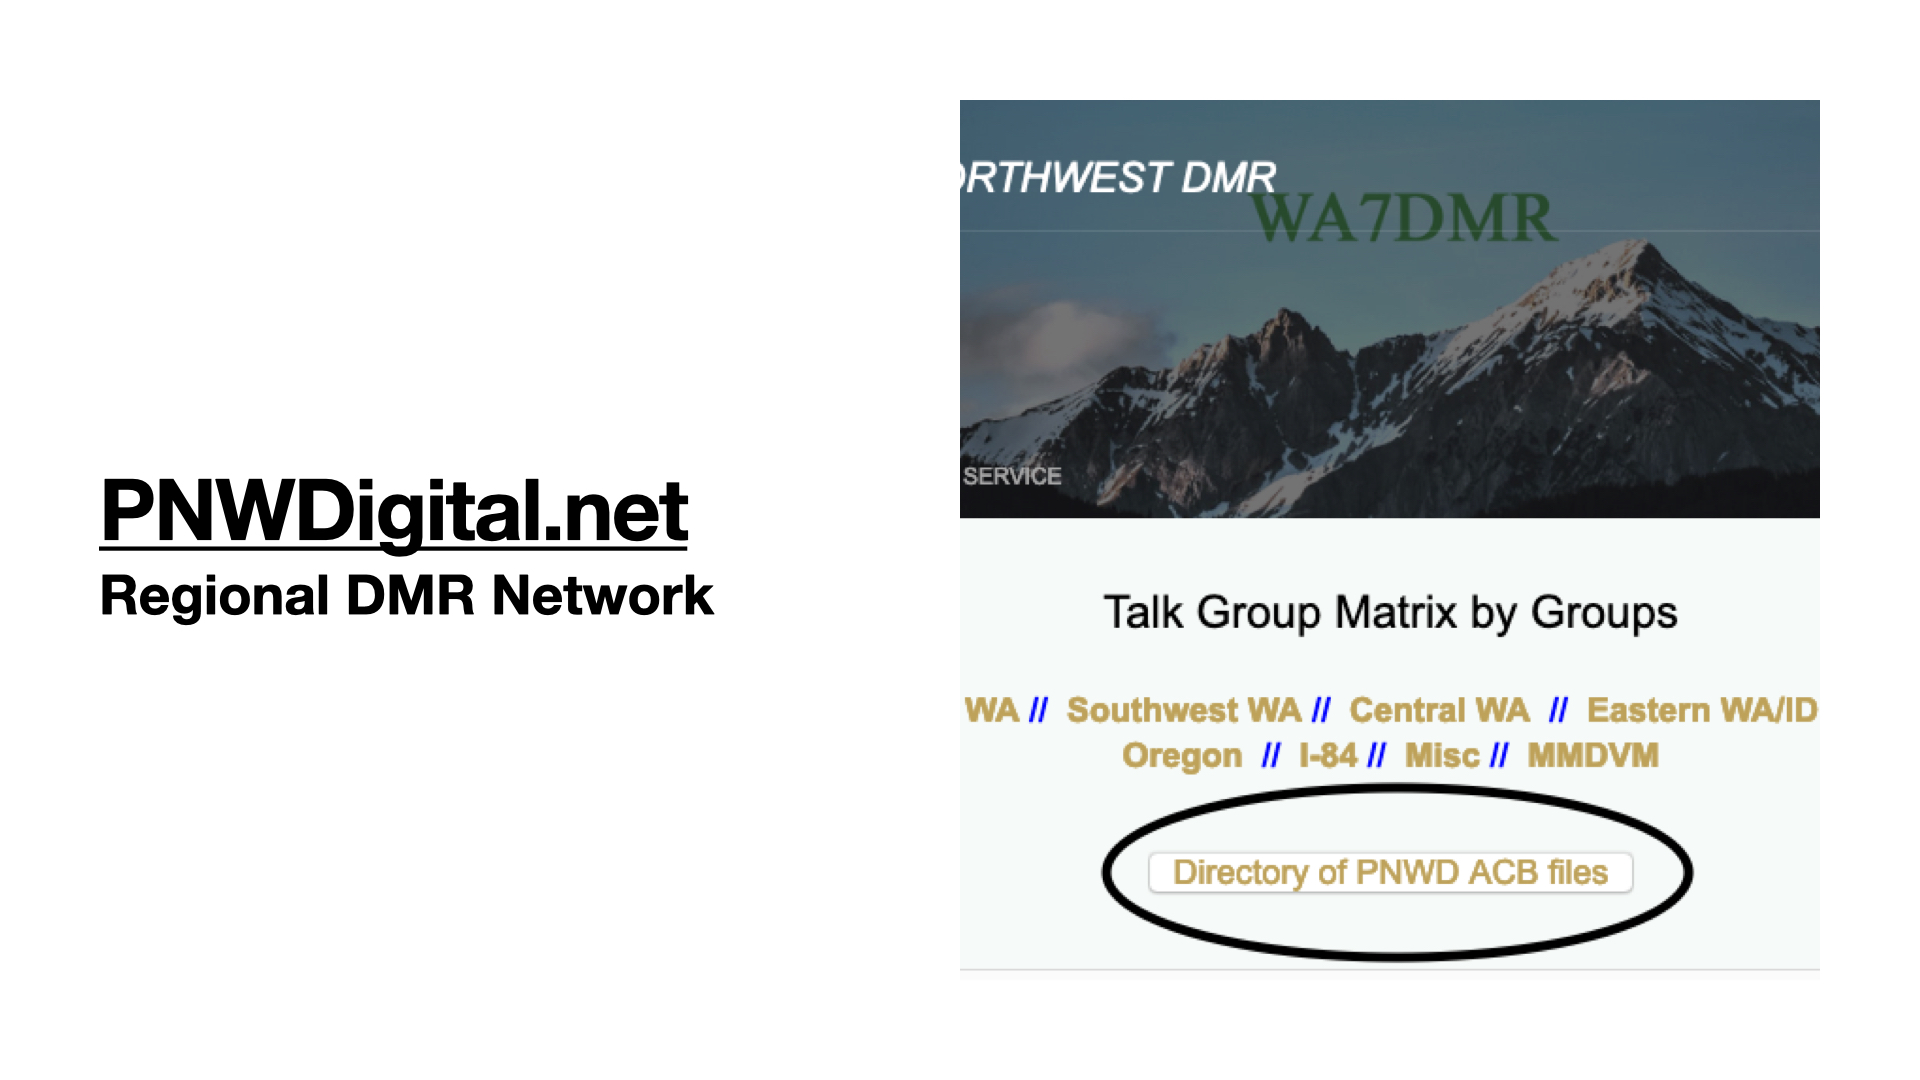 PNWDigital.net
Regional DMR Network
ORTHWEST DMR
WA7DMR
SERVICE
Talk Group Matrix by Groups
WA // Southwest WA // Central WA // Eastern WA/ID
Oregon // I-84 // Misc // MMDVM
Directory of PNWD ACB files